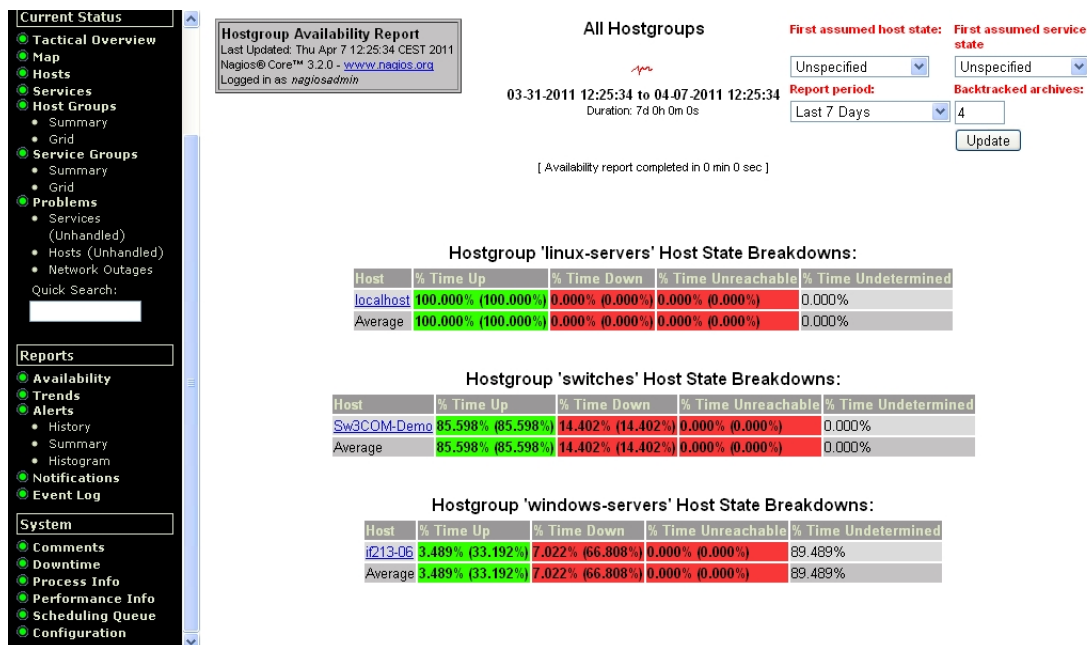 Current Status
Tactical Overview
Map
Hosts
Services
Host Groups
Summary
Grid
Service Groups
Summary
Grid
Problems
Services
(Unhandled)
Hosts (Unhandled)
Network Outages
Quick Search:
Reports
Availability
Trends
Alerts
History
Summary
Histogram
Notifications
Event Log
System
Comments
Downtime
Process Info
Performance Info
Scheduling Queue
Configuration
Hostgroup Availability Report
Last Updated: Thu Apr 7 12:25:34 CEST 2011
Nagios® Core™ 3.2.0 - www.nagios.org
Logged in as nagiosadmin
All Hostgroups
03-31-2011 12:25:34 to 04-07-2011 12:25:34
Duration: 7d 0h 0m 0s
[ Availability report completed in 0 min 0 sec ]
First assumed host state: First assumed service state
Unspecified Unspecified
Report period: Backtracked archives:
Last 7 Days 4
Update
Hostgroup 'linux-servers' Host State Breakdowns:
Host % Time Up % Time Down % Time Unreachable % Time Undetermined
localhost 100.000% (100.000%) 0.000% (0.000%) 0.000% (0.000%) 0.000%
Average 100.000% (100.000%) 0.000% (0.000%) 0.000% (0.000%) 0.000%
Hostgroup 'switches' Host State Breakdowns:
Host % Time Up % Time Down % Time Unreachable % Time Undetermined
Sw3COM-Demo 85.598% (85.598%) 14.402% (14.402%) 0.000% (0.000%) 0.000%
Average 85.598% (85.598%) 14.402% (14.402%) 0.000% (0.000%) 0.000%
Hostgroup 'windows-servers' Host State Breakdowns:
Host % Time Up % Time Down % Time Unreachable % Time Undetermined
if213-06 3.489% (33.192%) 7.022% (66.808%) 0.000% (0.000%) 89.489%
Average 3.489% (33.192%) 7.022% (66.808%) 0.000% (0.000%) 89.489%